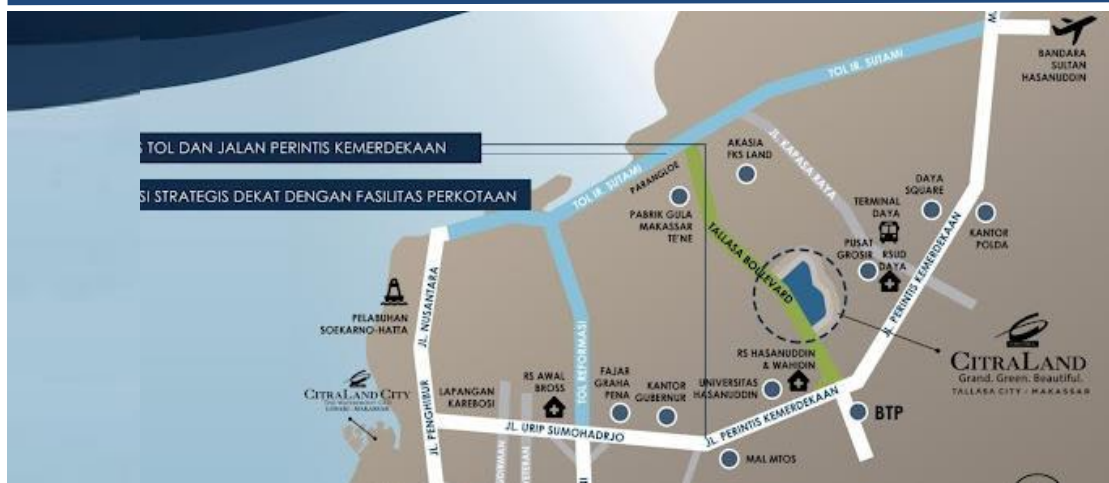 BANDARA
SULTAN
HASANUDDIN
TOL IR. SUTAMI
TOL DAN JALAN PERINTIS KEMERDEKAAN
STRATEGIS DEKAT DENGAN FASILITAS PERKOTAAN
AKASIA
FKS LAND
JL. KAPASA RAYA
PARANGLOE
TOL IR. SUTAMI
PABRIK GULA
MAKASSAR
TE'NE
DAYA
SQUARE
TERMINAL
DAYA
KANTOR
POLDA
PUSAT
GROSIR
RSUD
DAYA
TALLASA BOULEVARD
JL. PERINTIS KEMERDEKAAN
JL. NUSANTARA
PELABUHAN
SOEKARNO-HATTA
TOL REFORMASI
CITRALAND
Grand. Green. Beautiful.
TALLASA CITY - MAKASSAR
RS HASANUDDIN
& WAHIDIN
CITRALAND CITY
LOSARI - MAKASSAR
JL. PENGHIBUR
LAPANGAN
KAREBOSI
RS AWAL
BROSS
FAJAR
GRAHA
PENA
KANTOR
GUBERNUR
UNIVERSITAS
HASANUDDIN
JL. URIP SUMOHADRJO
JL. PERINTIS KEMERDEKAAN
BTP
MAL MTOS